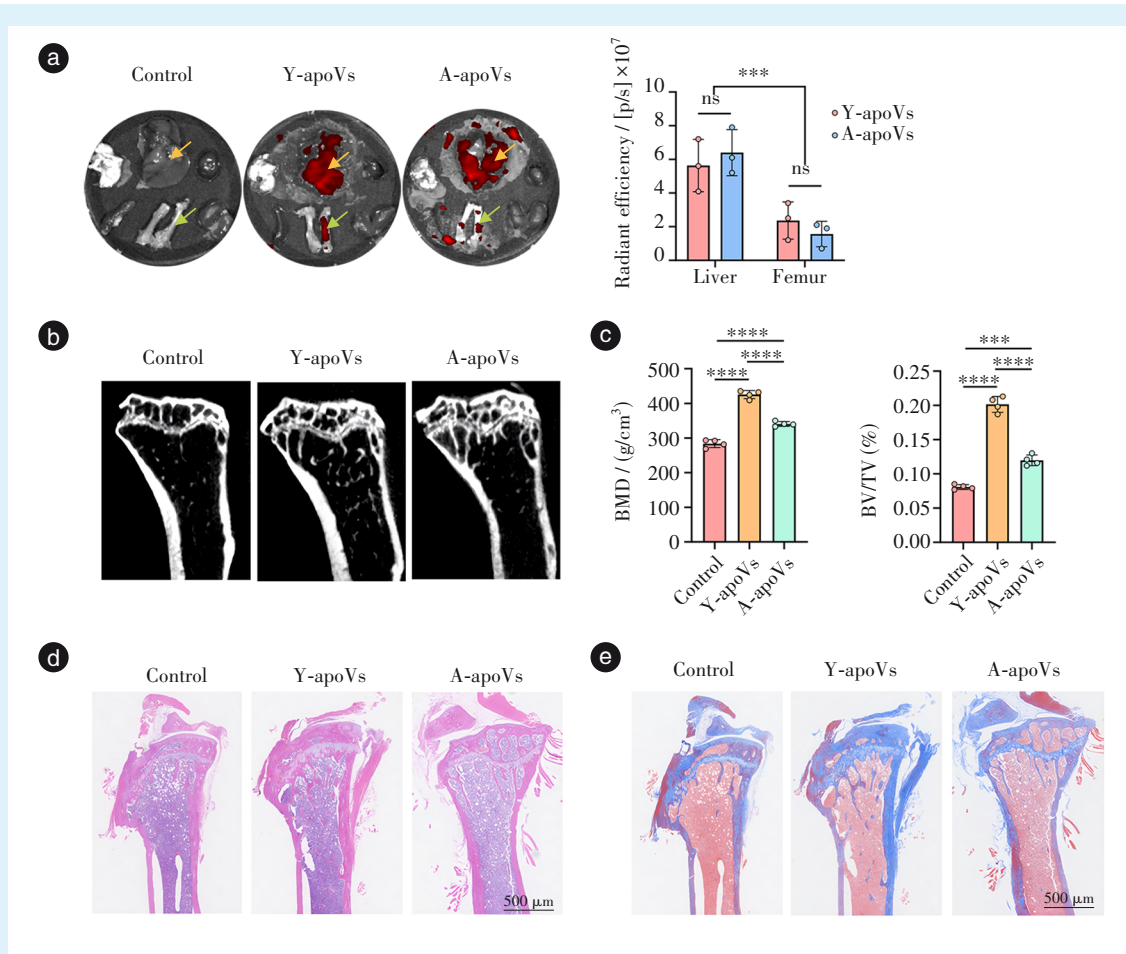 a
Control
Y-apoVs
A-apoVs
Radiant efficiency / [p/s] ×10⁷
10
8
6
4
2
0
ns
***
ns
Liver
Femur
Y-apoVs
A-apoVs
b
Control
Y-apoVs
A-apoVs
c
BMD / (g/cm³)
500
400
300
200
100
0
****
****
****
Control
Y-apoVs
A-apoVs
BV/TV (%)
0.25
0.20
0.15
0.10
0.05
0.00
***
****
****
Control
Y-apoVs
A-apoVs
d
Control
Y-apoVs
A-apoVs
500 μm
e
Control
Y-apoVs
A-apoVs
500 μm